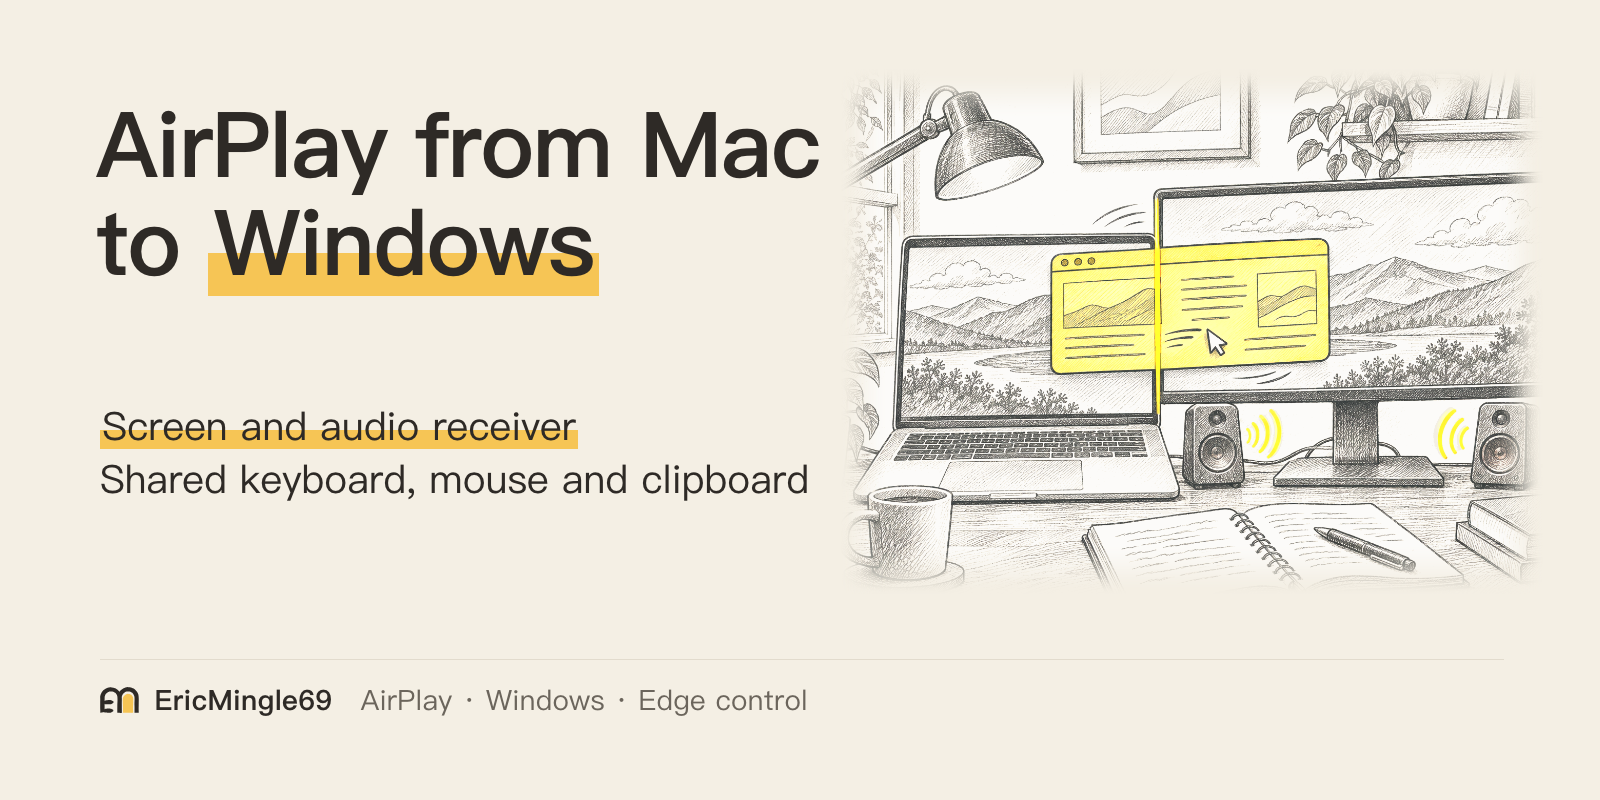 AirPlay from Mac
to Windows
Screen and audio receiver
Shared keyboard, mouse and clipboard
EricMingle69 AirPlay · Windows · Edge control